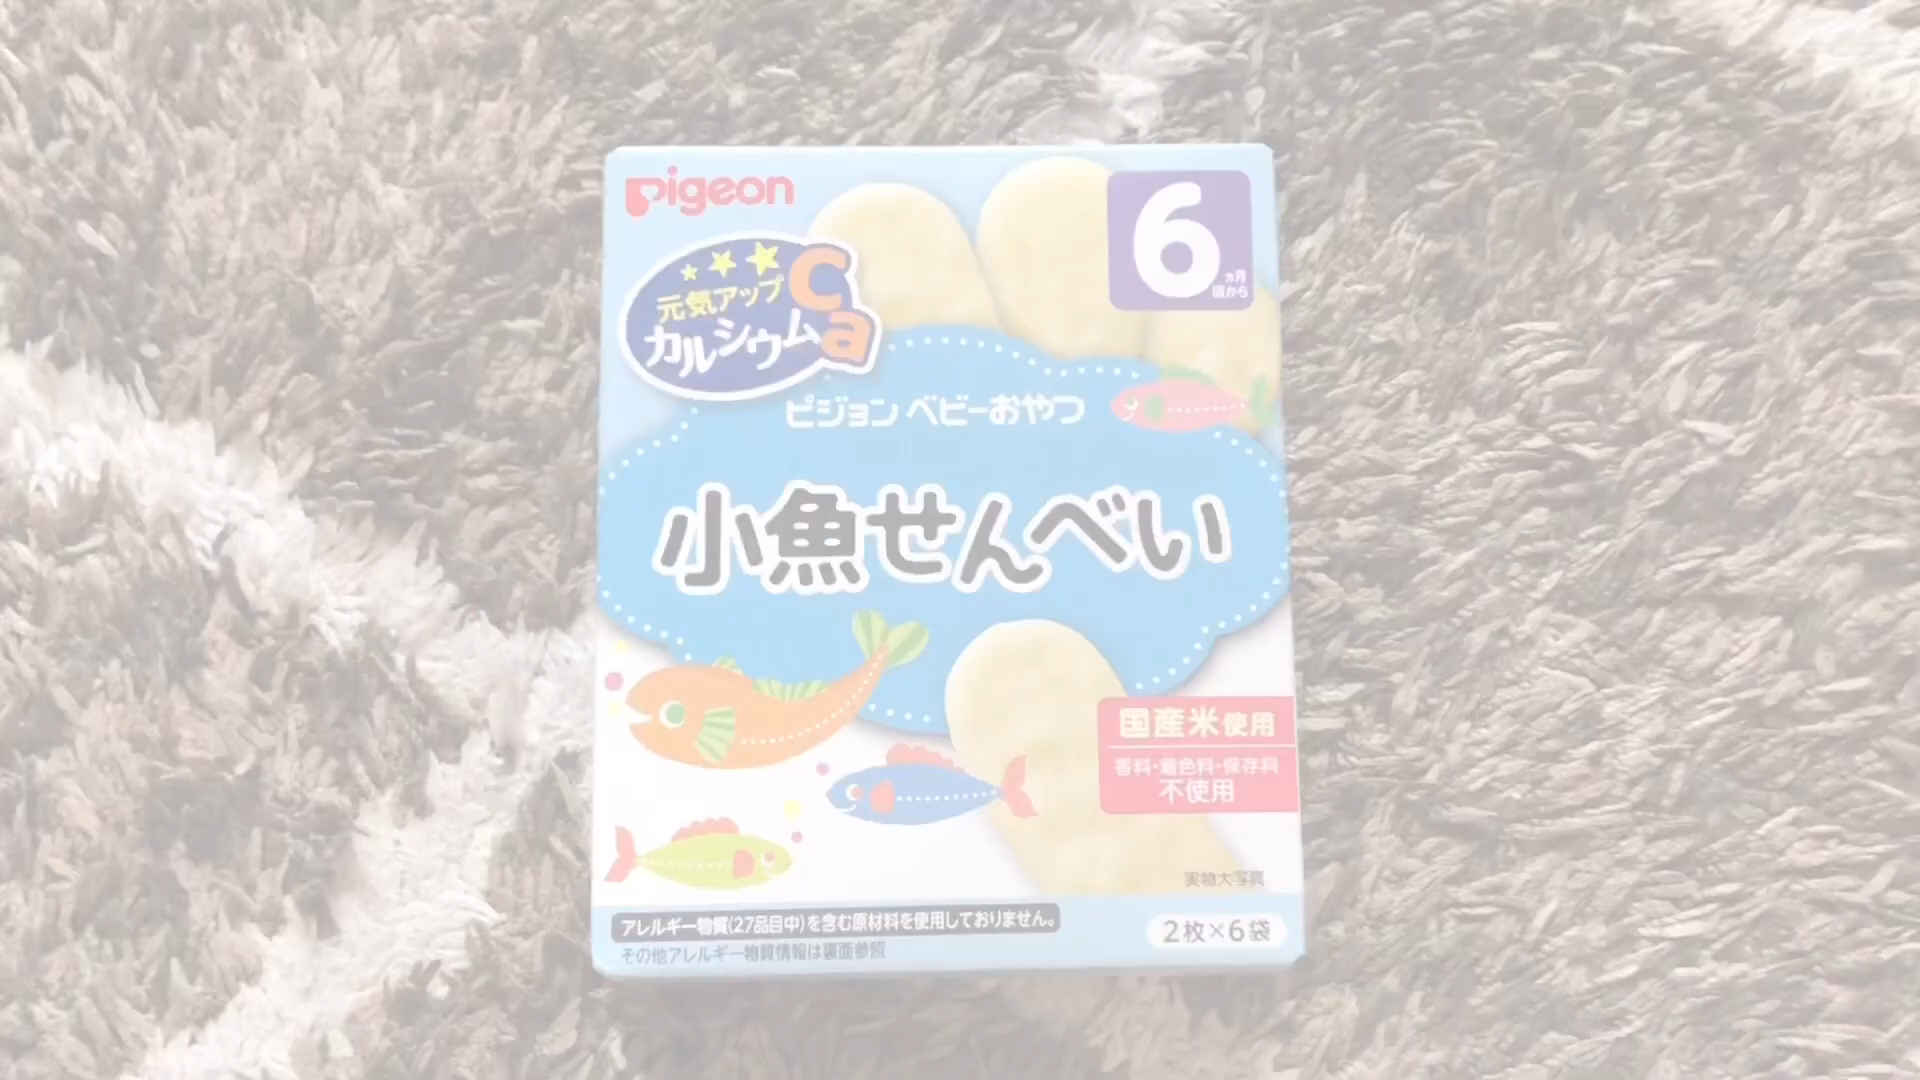 Pigeon
6
ヵ月
頃から
元気アップ
カルシウム
Ca
ピジョン ベビーおやつ
小魚せんべい
国産米使用
香料・着色料・保存料
不使用
実物大写真
アレルギー物質(27品目中)を含む原材料を使用しておりません。
2枚×6袋
その他アレルギー物質情報は裏面参照